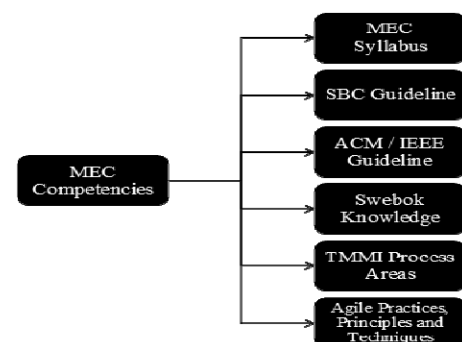 MEC
Competencies
MEC
Syllabus
SBC Guideline
ACM / IEEE
Guideline
Swebok
Knowledge
TMMI Process
Areas
Agile Practices,
Principles and
Techniques